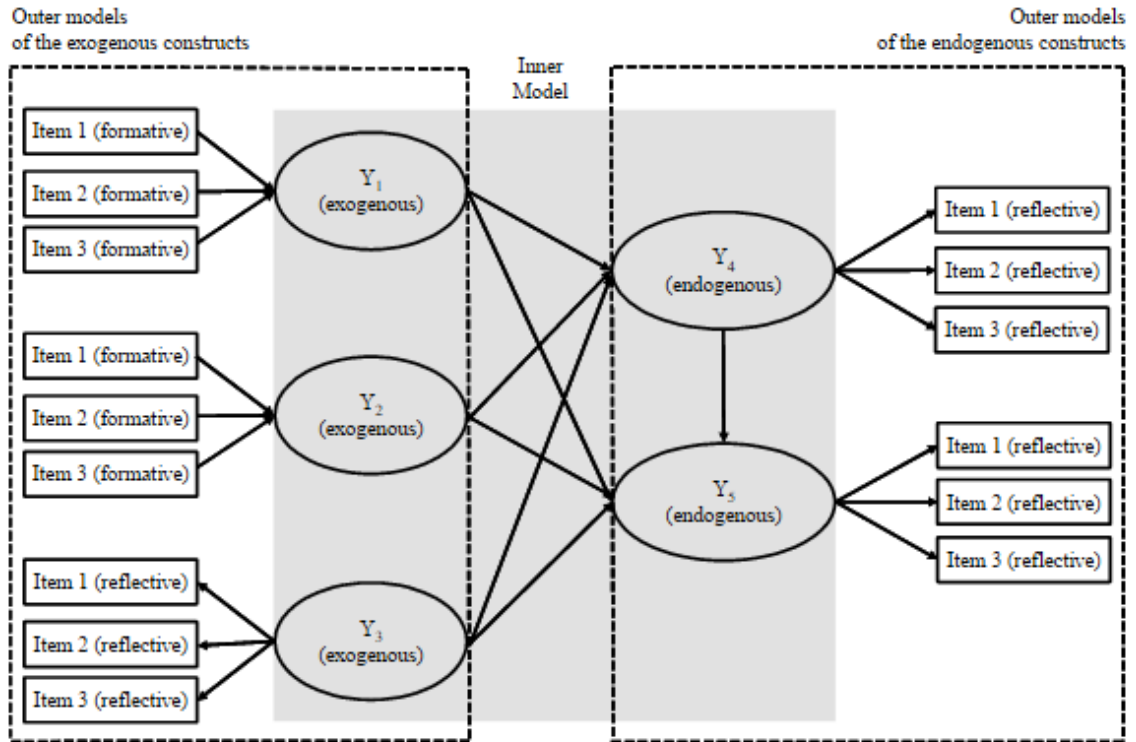 Outer models
of the exogenous constructs
Inner
Model
Outer models
of the endogenous constructs
Item 1 (formative)
Item 2 (formative)
Item 3 (formative)
Y₁
(exogenous)
Item 1 (formative)
Item 2 (formative)
Item 3 (formative)
Y₂
(exogenous)
Item 1 (reflective)
Item 2 (reflective)
Item 3 (reflective)
Y₃
(exogenous)
Y₄
(endogenous)
Item 1 (reflective)
Item 2 (reflective)
Item 3 (reflective)
Y₅
(endogenous)
Item 1 (reflective)
Item 2 (reflective)
Item 3 (reflective)